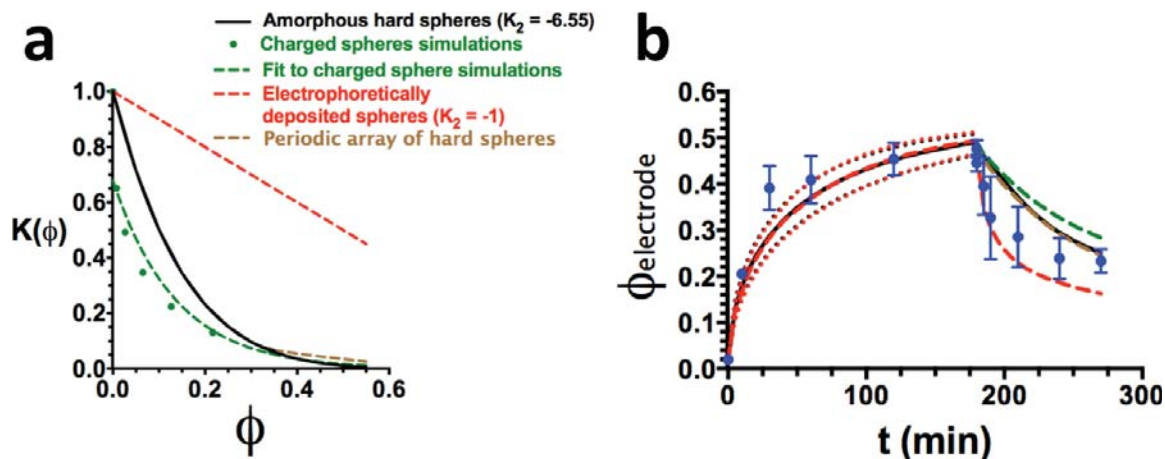 a
Amorphous hard spheres (K2 = -6.55)
Charged spheres simulations
Fit to charged sphere simulations
Electrophoretically
deposited spheres (K2 = -1)
Periodic array of hard spheres
1.0
0.8
0.6
0.4
0.2
0.0
K(ϕ)
0.0
0.2
0.4
0.6
ϕ
b
0.6
0.5
0.4
0.3
0.2
0.1
0.0
ϕelectrode
0
100
200
300
t (min)